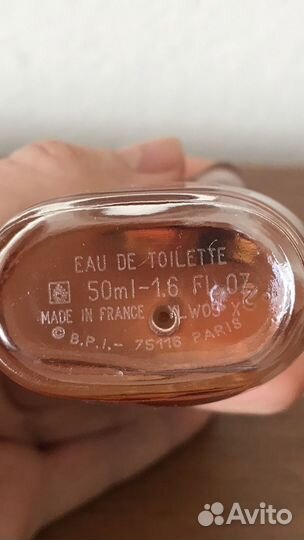 EAU DE TOILETTE
50ml-1.6 FL.OZ
MADE IN FRANCE
© B.P.I.- 75116 PARIS
Avito